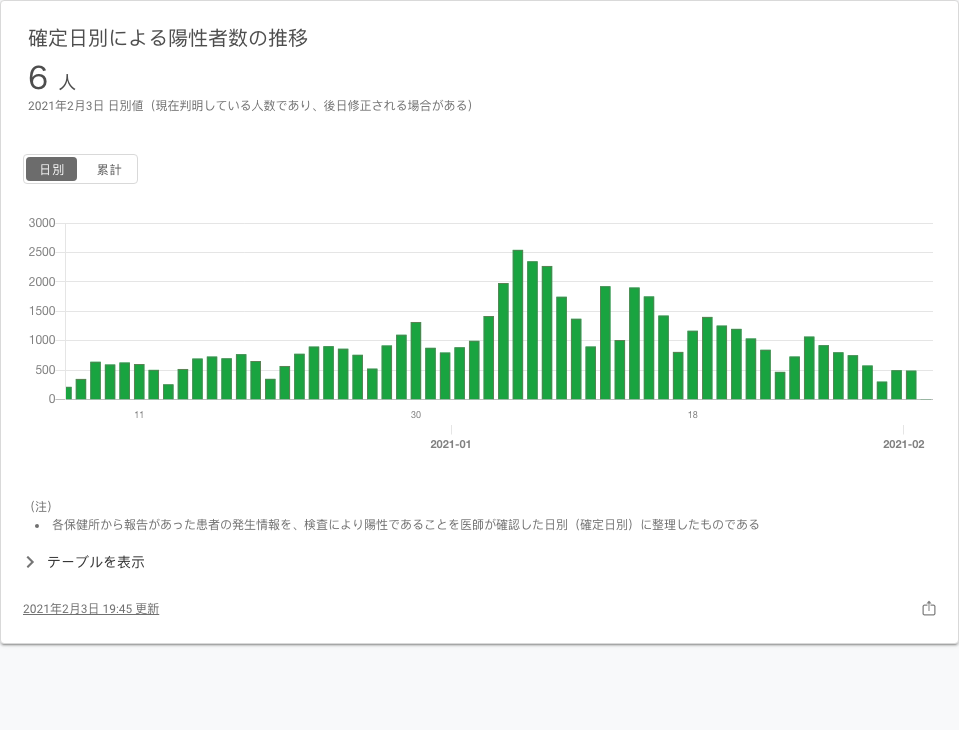 確定日別による陽性者数の推移
6 人
2021年2月3日 日別値（現在判明している人数であり、後日修正される場合がある）
日別 累計
3000
2500
2000
1500
1000
500
0
11 30 18
2021-01 2021-02
（注）
• 各保健所から報告があった患者の発生情報を、検査により陽性であることを医師が確認した日別（確定日別）に整理したものである
テーブルを表示
2021年2月3日 19:45 更新